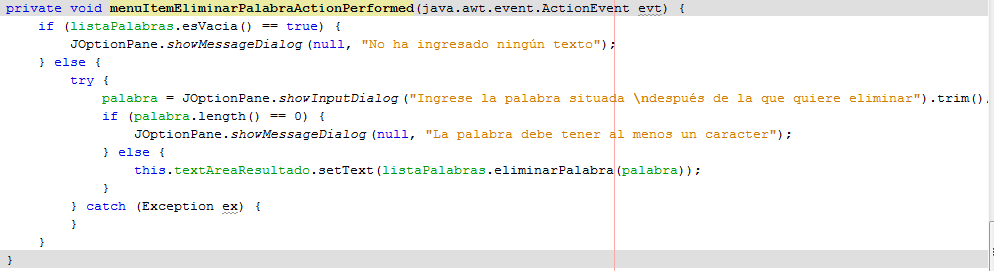 private void menuItemEliminarPalabraActionPerformed(java.awt.event.ActionEvent evt) {
    if (listaPalabras.esVacia() == true) {
        JOptionPane.showMessageDialog(null, "No ha ingresado ningún texto");
    } else {
        try {
            palabra = JOptionPane.showInputDialog("Ingrese la palabra situada \ndespués de la que quiere eliminar").trim().
            if (palabra.length() == 0) {
                JOptionPane.showMessageDialog(null, "La palabra debe tener al menos un caracter");
            } else {
                this.textAreaResultado.setText(listaPalabras.eliminarPalabra(palabra));
            }
        } catch (Exception ex) {
        }
    }
}